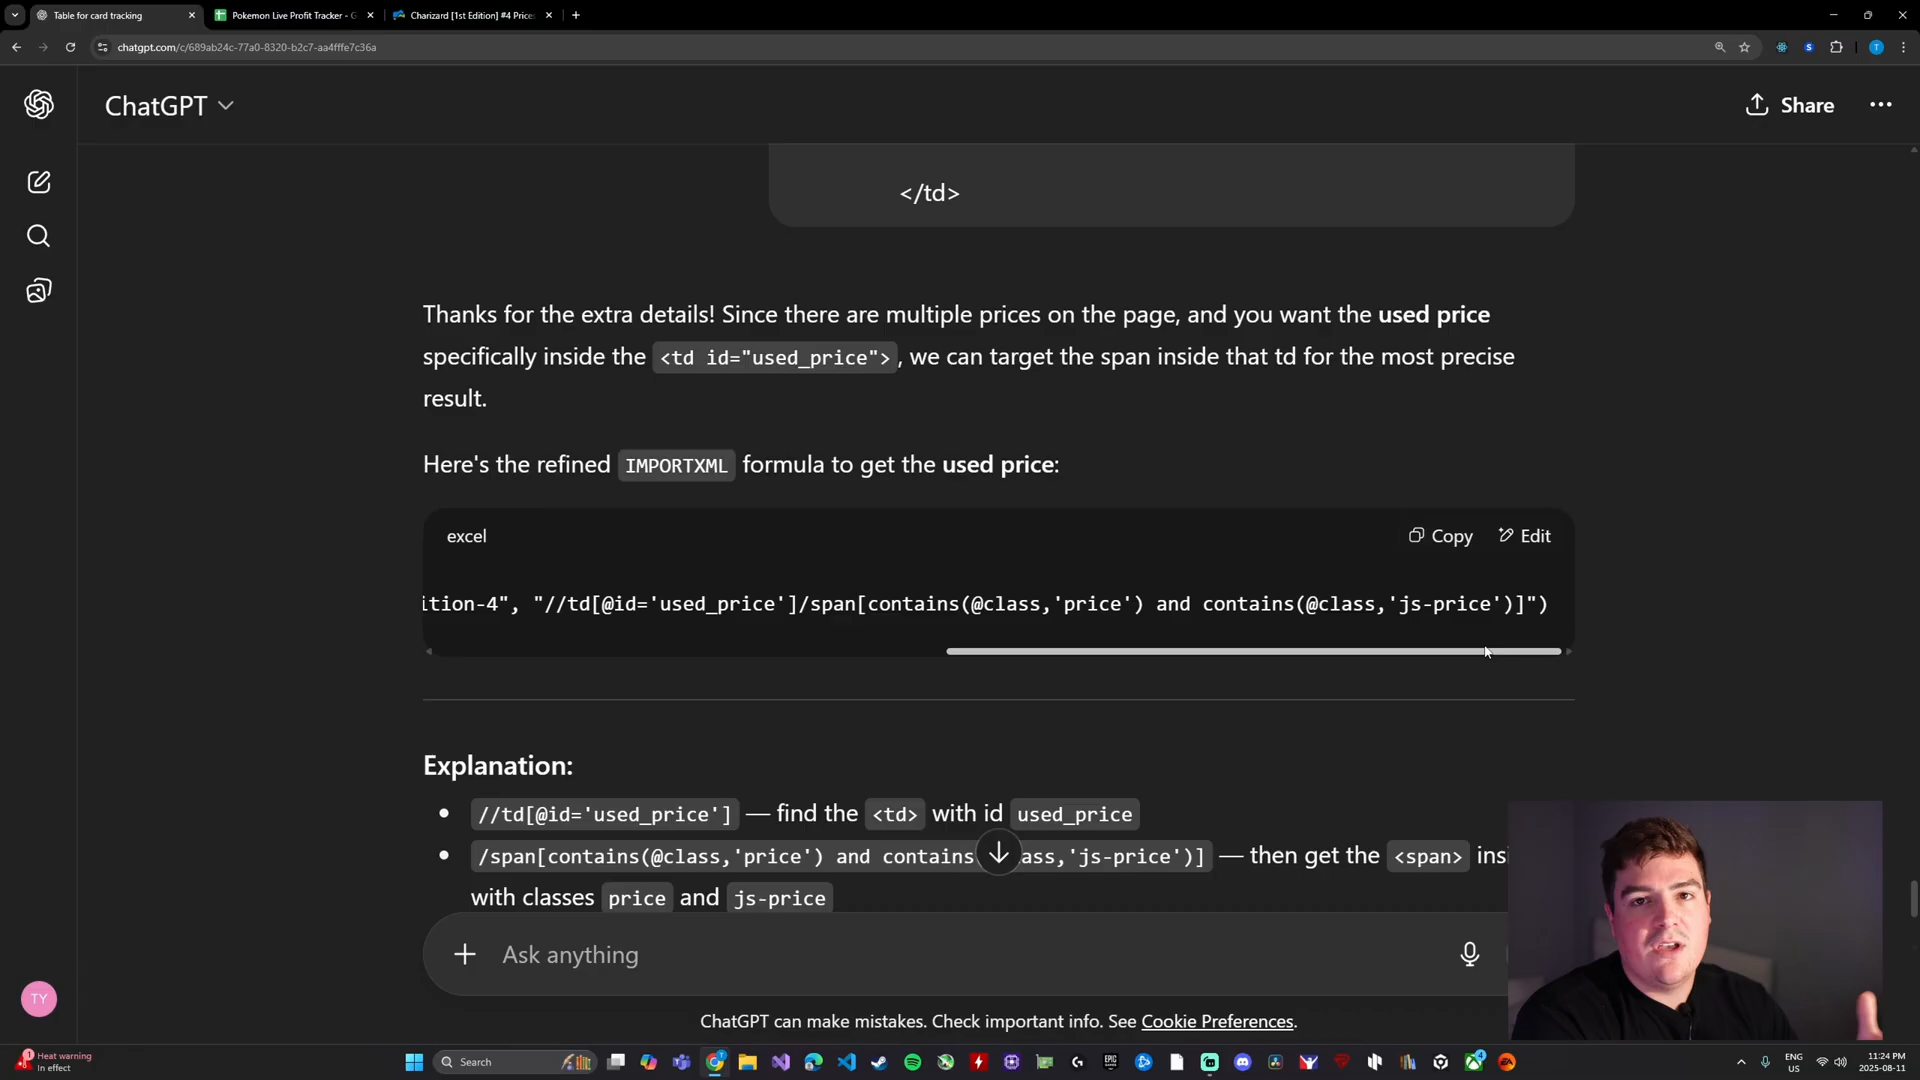 Table for card tracking
Pokemon Live Profit Tracker - G
Charizard [1st Edition] #4 Price
chatgpt.com/c/689ab24c-77a0-8320-b2c7-aa4fffe7c36a
S
T
ChatGPT
Share
</td>
Thanks for the extra details! Since there are multiple prices on the page, and you want the used price
specifically inside the <td id="used_price">, we can target the span inside that td for the most precise
result.
Here's the refined IMPORTXML formula to get the used price:
excel
Copy
Edit
ition-4", "//td[@id='used_price']/span[contains(@class,'price') and contains(@class,'js-price')]")
Explanation:
//td[@id='used_price'] — find the <td> with id used_price
/span[contains(@class,'price') and contains ass,'js-price')] — then get the <span> insi
with classes price and js-price
Ask anything
TY
ChatGPT can make mistakes. Check important info. See Cookie Preferences.
1
Heat warning
In effect
Search
EPIC
4
EA
ENG
US
11:24 PM
2025-08-11